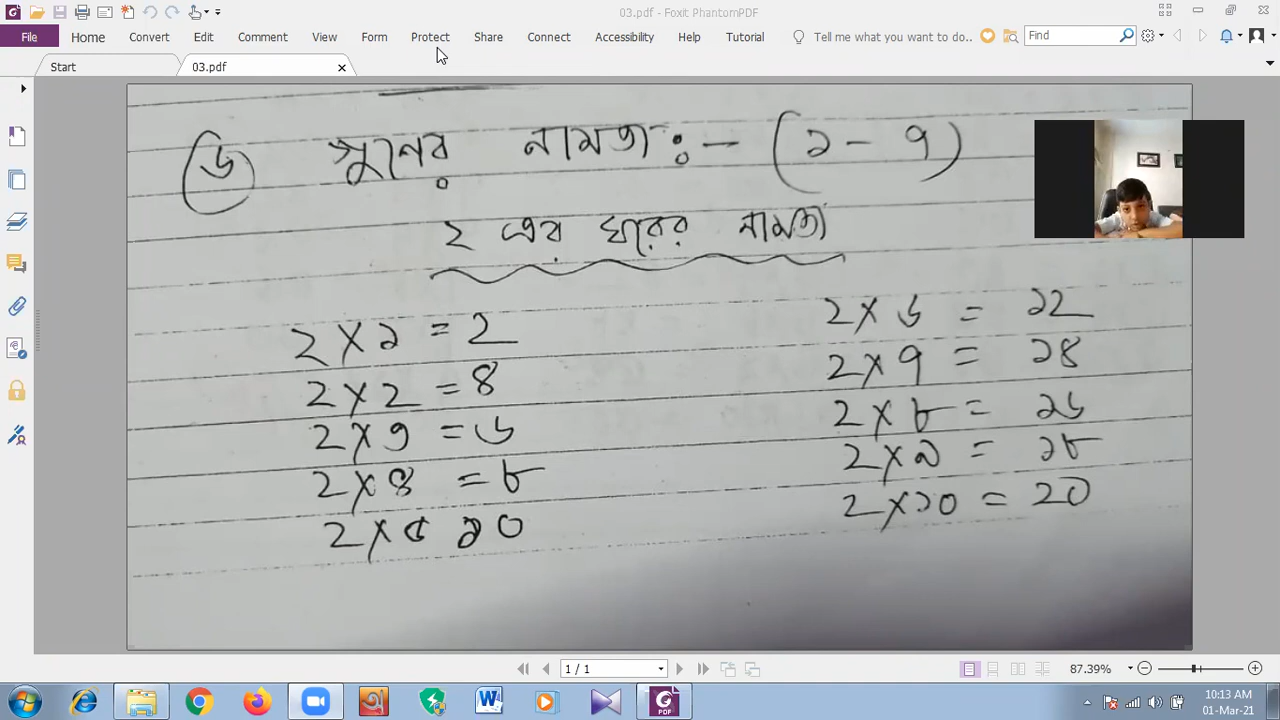 03.pdf - Foxit PhantomPDF
File Home Convert Edit Comment View Form Protect Share Connect Accessibility Help Tutorial Tell me what you want to do.. Find
Start 03.pdf
৬ গুনের নামতা :- (১ - ৭)
২ এর ঘরের নামতা
২ X ১ = ২
২ X ২ = ৪
২ X ৩ = ৬
২ X ৪ = ৮
২ X ৫ ১০
২ X ৬ = ১২
২ X ৭ = ১৪
২ X ৮ = ১৬
২ X ৯ = ১৮
২ X ১০ = ২০
1 / 1
87.39%
10:13 AM
01-Mar-21